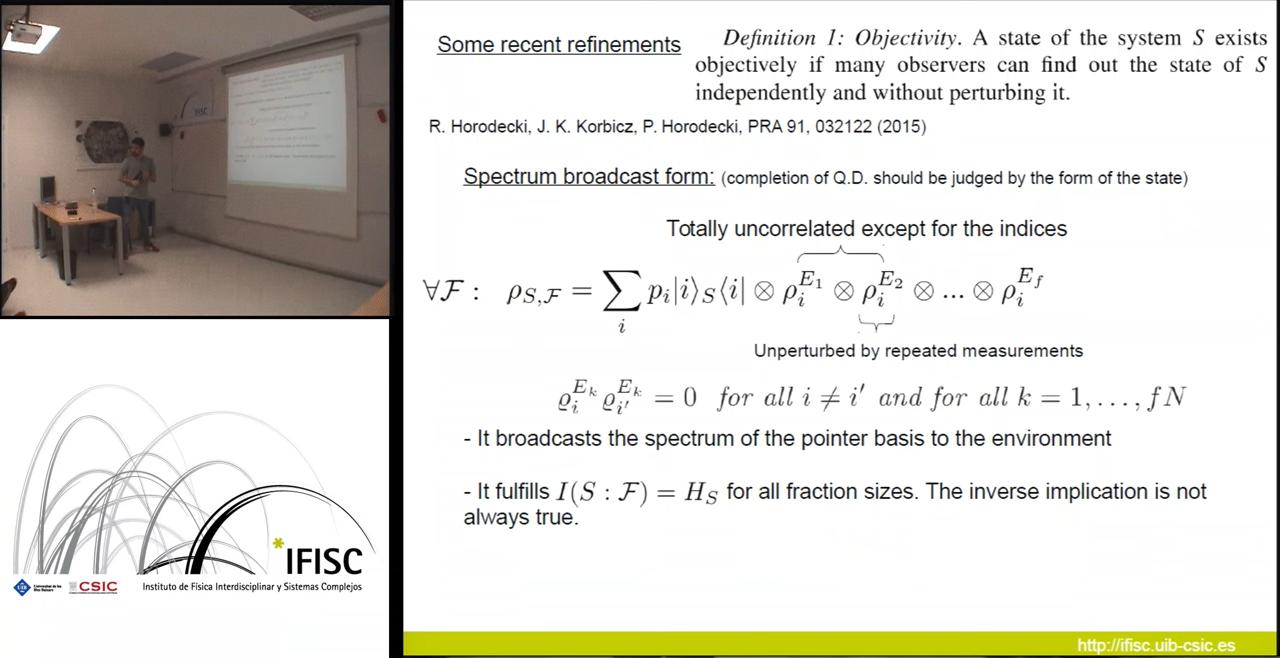 Some recent refinements
Definition 1: Objectivity. A state of the system S exists
objectively if many observers can find out the state of S
independently and without perturbing it.
R. Horodecki, J. K. Korbicz, P. Horodecki, PRA 91, 032122 (2015)
Spectrum broadcast form: (completion of Q.D. should be judged by the form of the state)
Totally uncorrelated except for the indices
∀ℱ : ρ_{S,ℱ} = ∑_i p_i|i⟩_S⟨i| ⊗ ρ_i^{E_1} ⊗ ρ_i^{E_2} ⊗ ... ⊗ ρ_i^{E_f}
Unperturbed by repeated measurements
ϱ_i^{E_k} ϱ_{i'}^{E_k} = 0 for all i ≠ i' and for all k = 1, . . . , fN
- It broadcasts the spectrum of the pointer basis to the environment
- It fulfills I(S : ℱ) = H_S for all fraction sizes. The inverse implication is not
always true.
IFISC
CSIC
Instituto de Física Interdisciplinar y Sistemas Complejos
http://ifisc.uib-csic.es